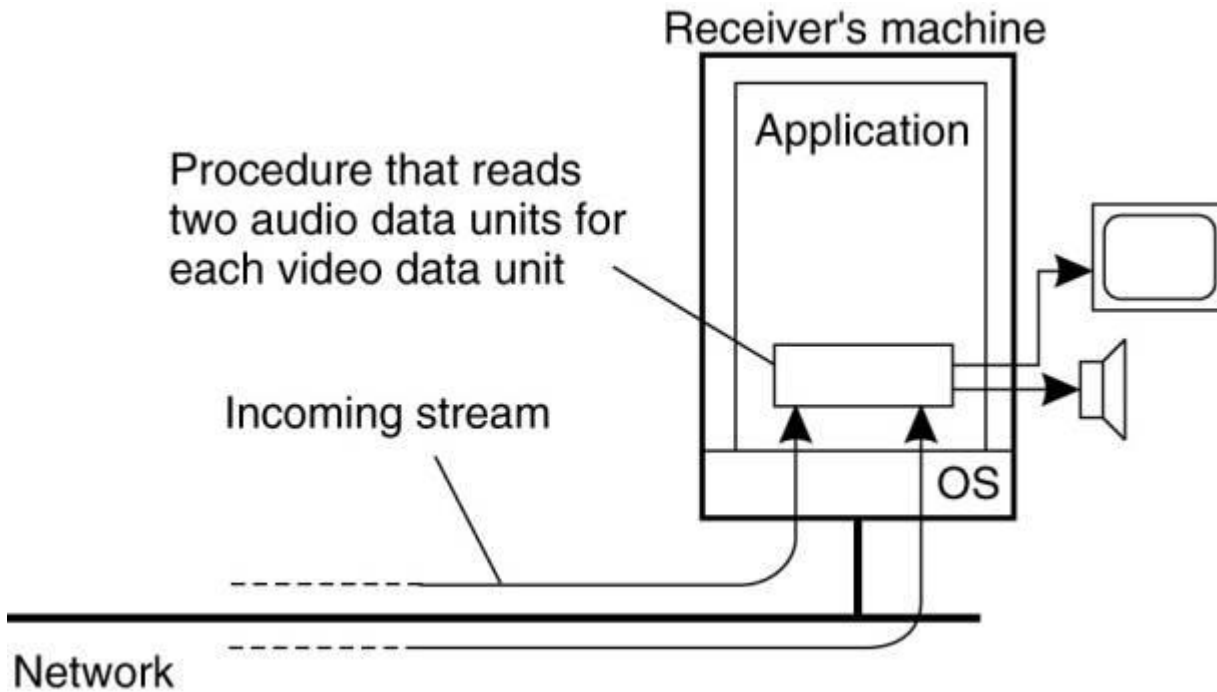 Receiver's machine
Application
Procedure that reads
two audio data units for
each video data unit
Incoming stream
OS
Network